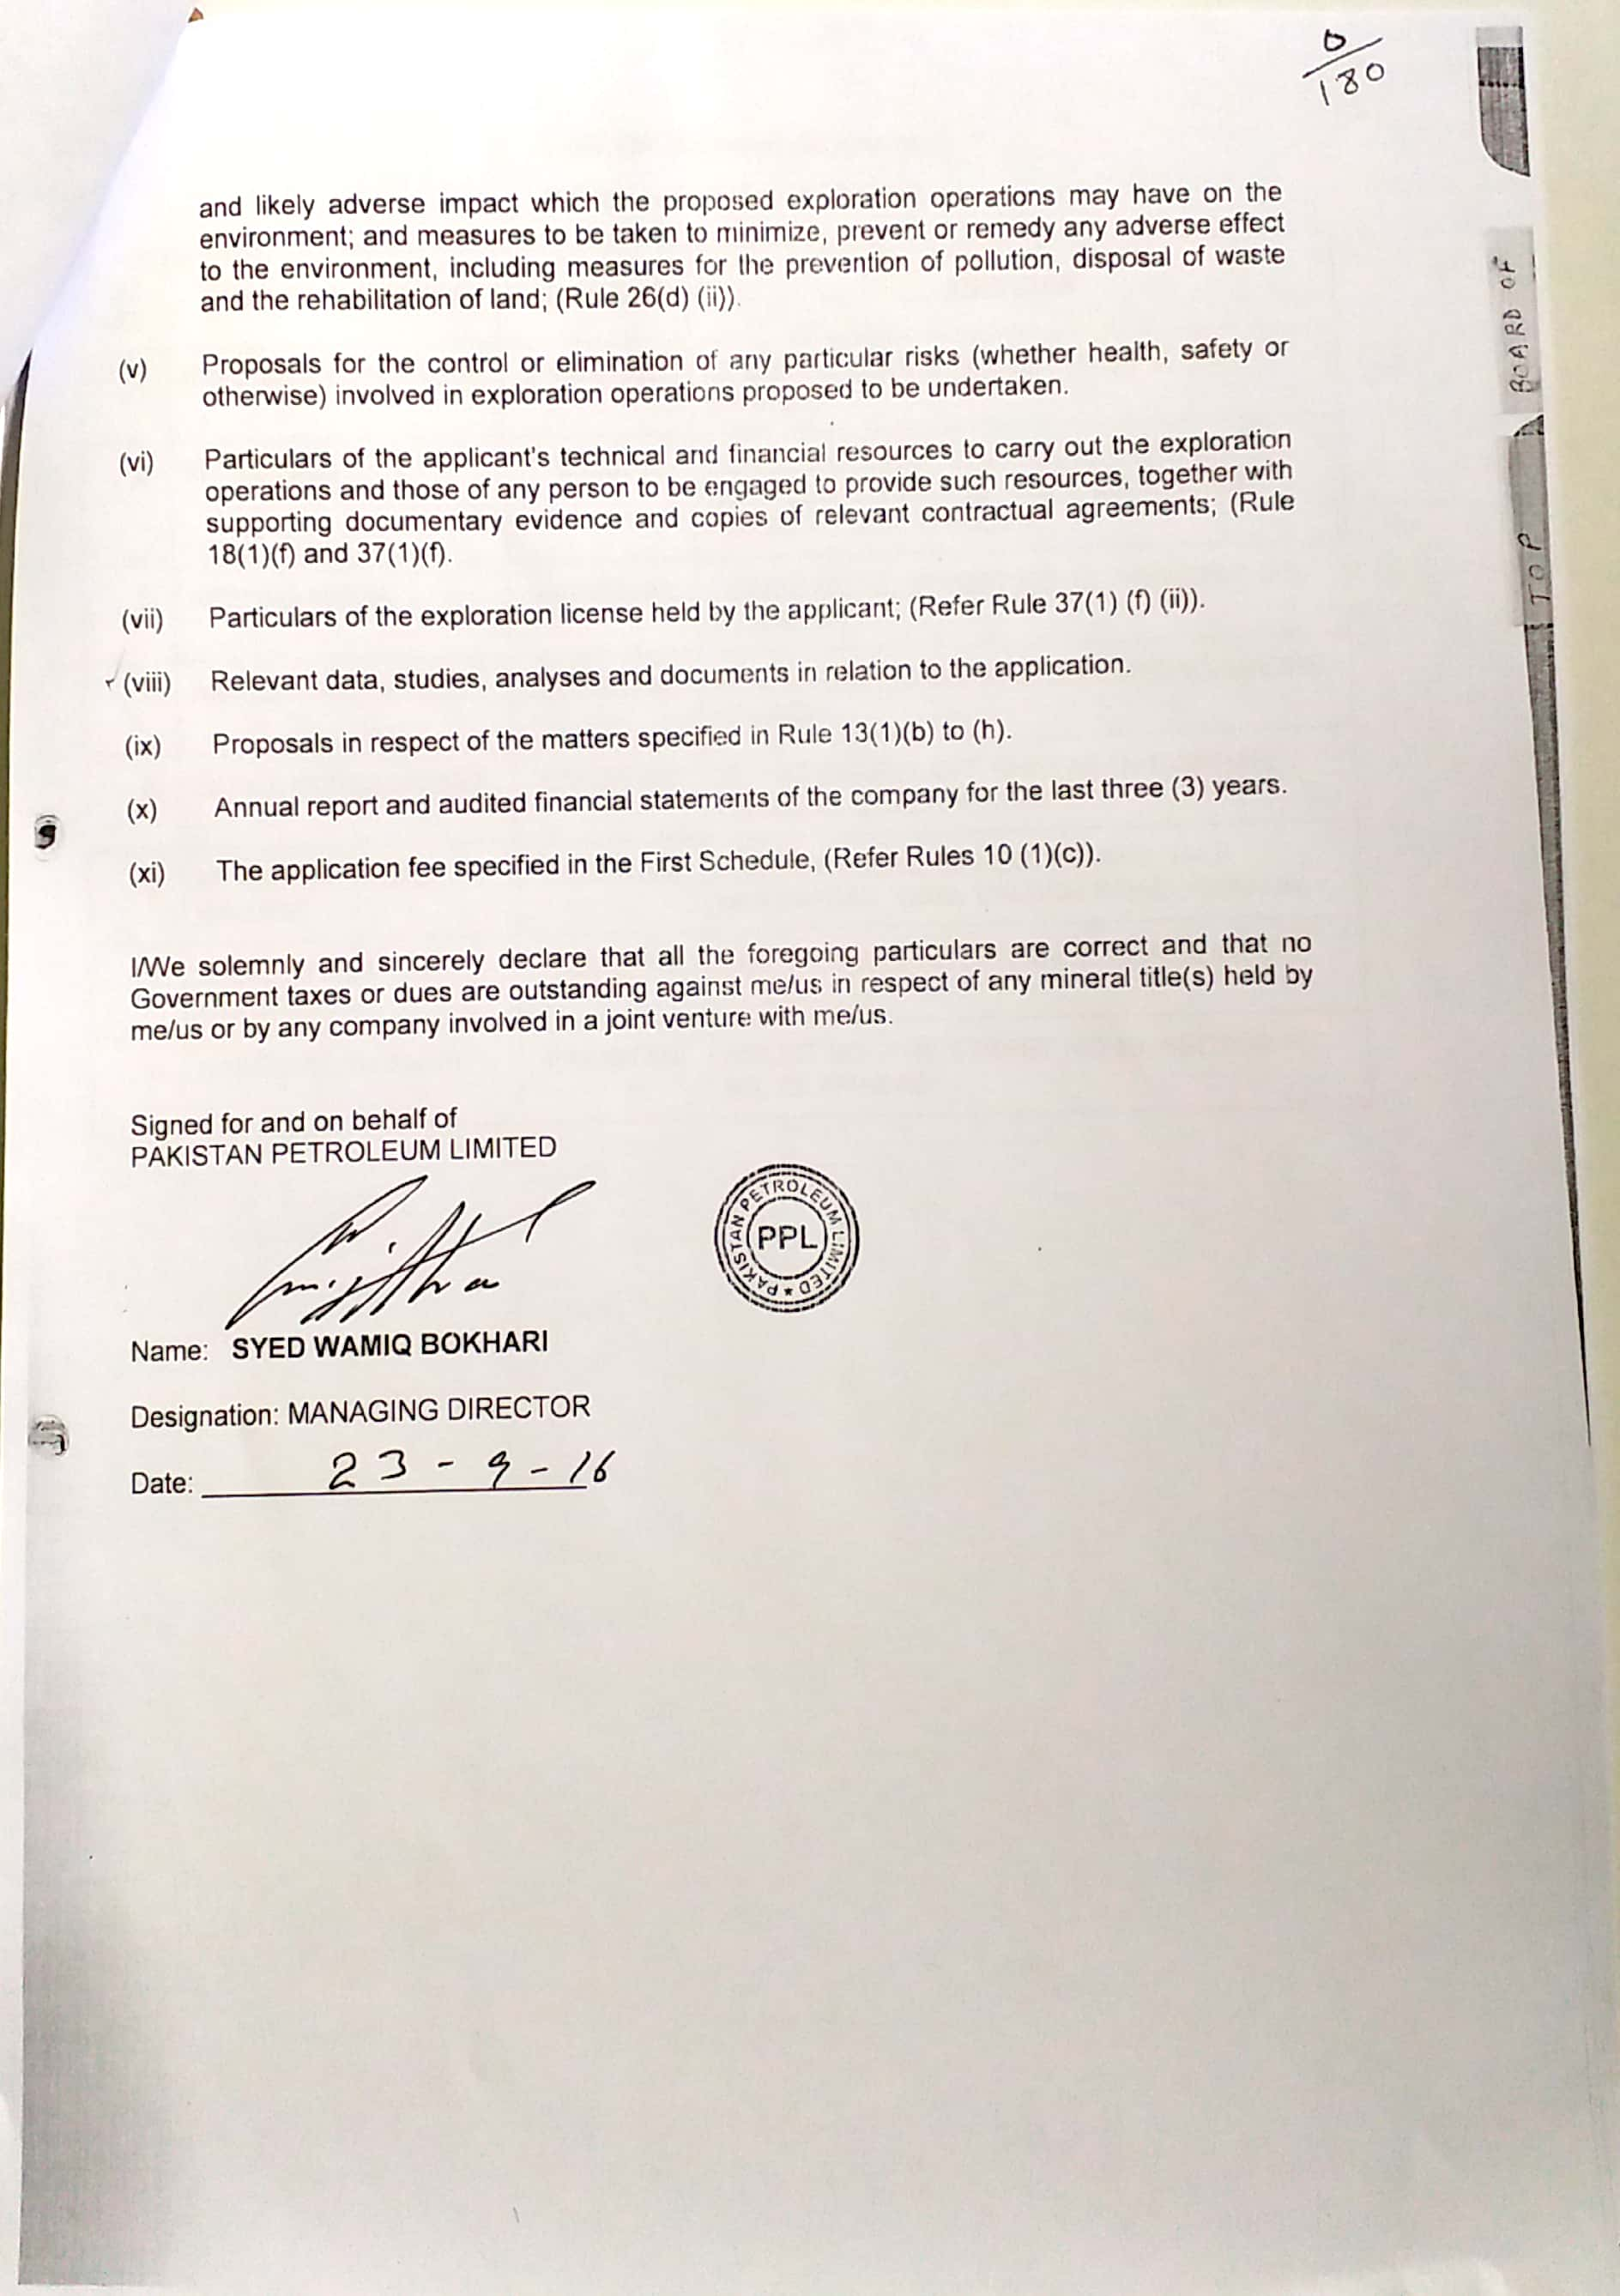 0
180
and likely adverse impact which the proposed exploration operations may have on the
environment; and measures to be taken to minimize, prevent or remedy any adverse effect
to the environment, including measures for the prevention of pollution, disposal of waste
and the rehabilitation of land; (Rule 26(d) (ii)).
(v) Proposals for the control or elimination of any particular risks (whether health, safety or
otherwise) involved in exploration operations proposed to be undertaken.
(vi) Particulars of the applicant's technical and financial resources to carry out the exploration
operations and those of any person to be engaged to provide such resources, together with
supporting documentary evidence and copies of relevant contractual agreements; (Rule
18(1)(f) and 37(1)(f).
(vii) Particulars of the exploration license held by the applicant; (Refer Rule 37(1) (f) (ii)).
(viii) Relevant data, studies, analyses and documents in relation to the application.
(ix) Proposals in respect of the matters specified in Rule 13(1)(b) to (h).
(x) Annual report and audited financial statements of the company for the last three (3) years.
(xi) The application fee specified in the First Schedule, (Refer Rules 10 (1)(c)).
I/We solemnly and sincerely declare that all the foregoing particulars are correct and that no
Government taxes or dues are outstanding against me/us in respect of any mineral title(s) held by
me/us or by any company involved in a joint venture with me/us.
Signed for and on behalf of
PAKISTAN PETROLEUM LIMITED
PAKISTAN PETROLEUM LIMITED
PPL
Name: SYED WAMIQ BOKHARI
Designation: MANAGING DIRECTOR
Date: 23-9-16
TOP
BOARD OF